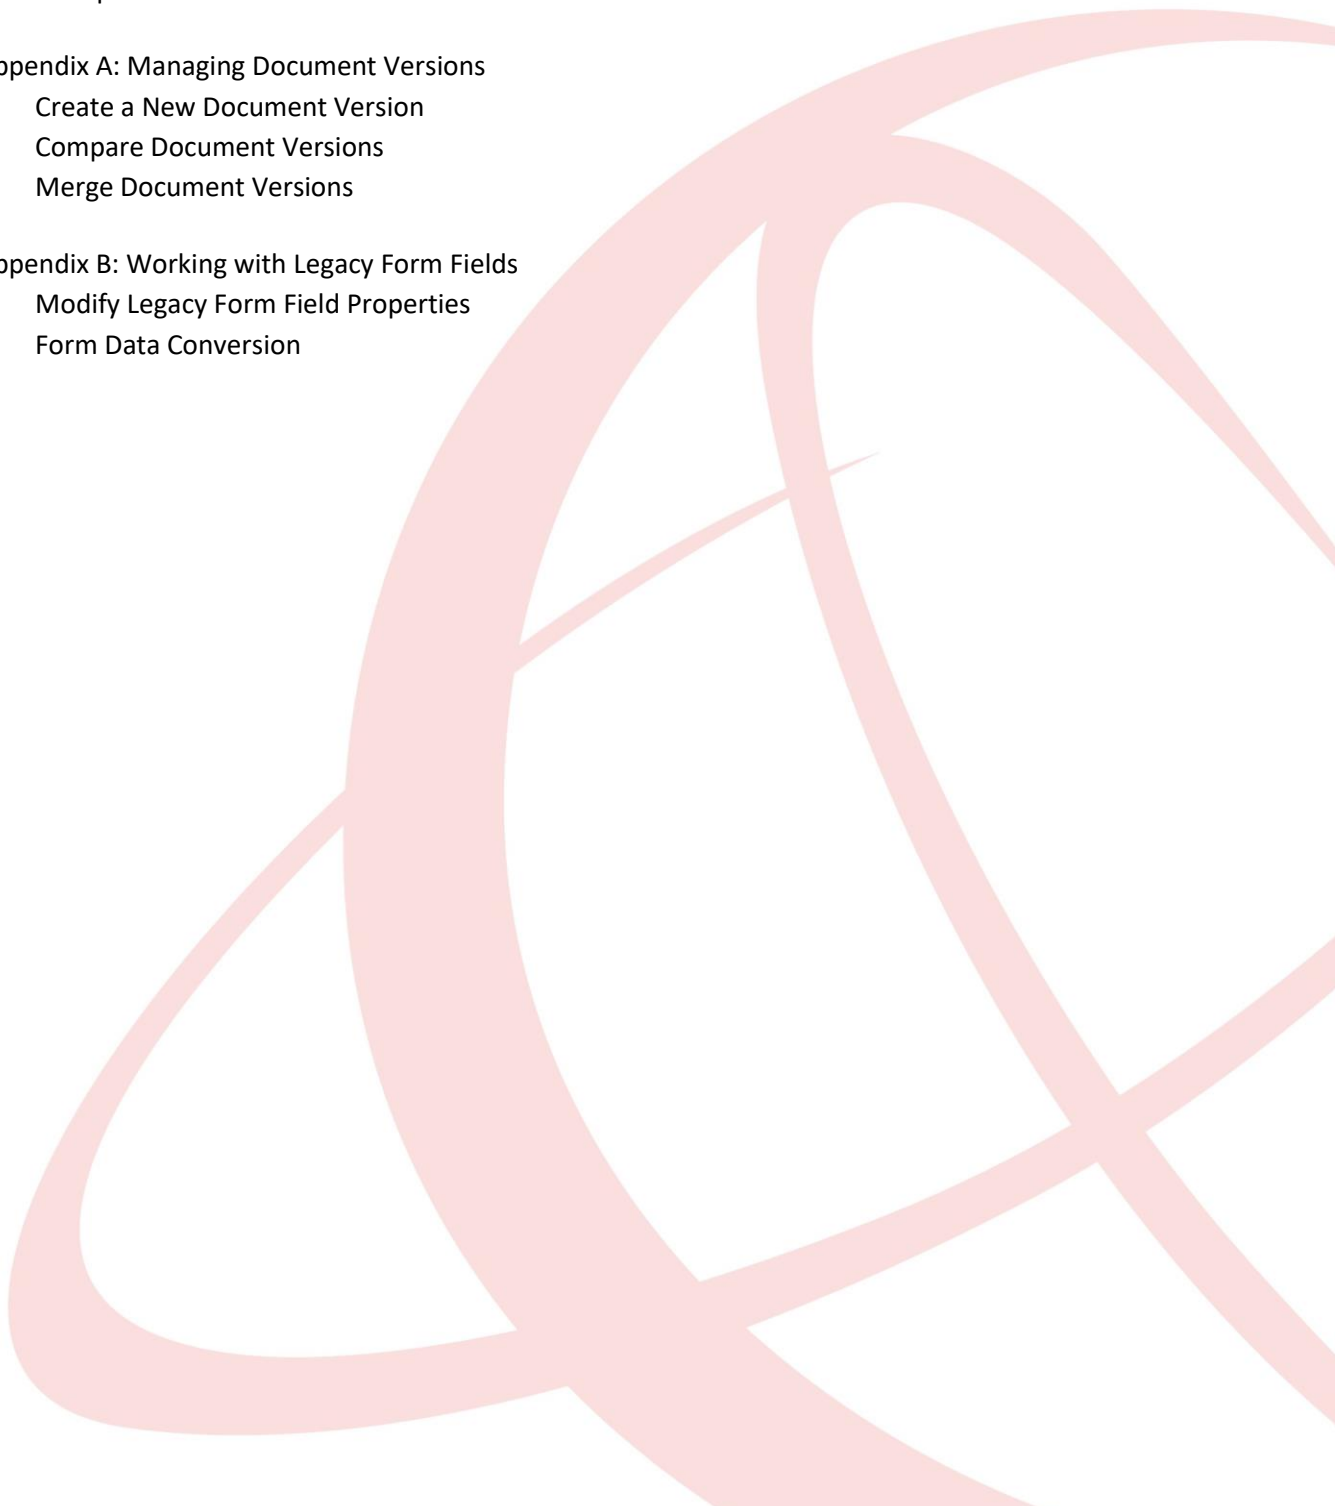 ppendix A: Managing Document Versions
Create a New Document Version
Compare Document Versions
Merge Document Versions
ppendix B: Working with Legacy Form Fields
Modify Legacy Form Field Properties
Form Data Conversion